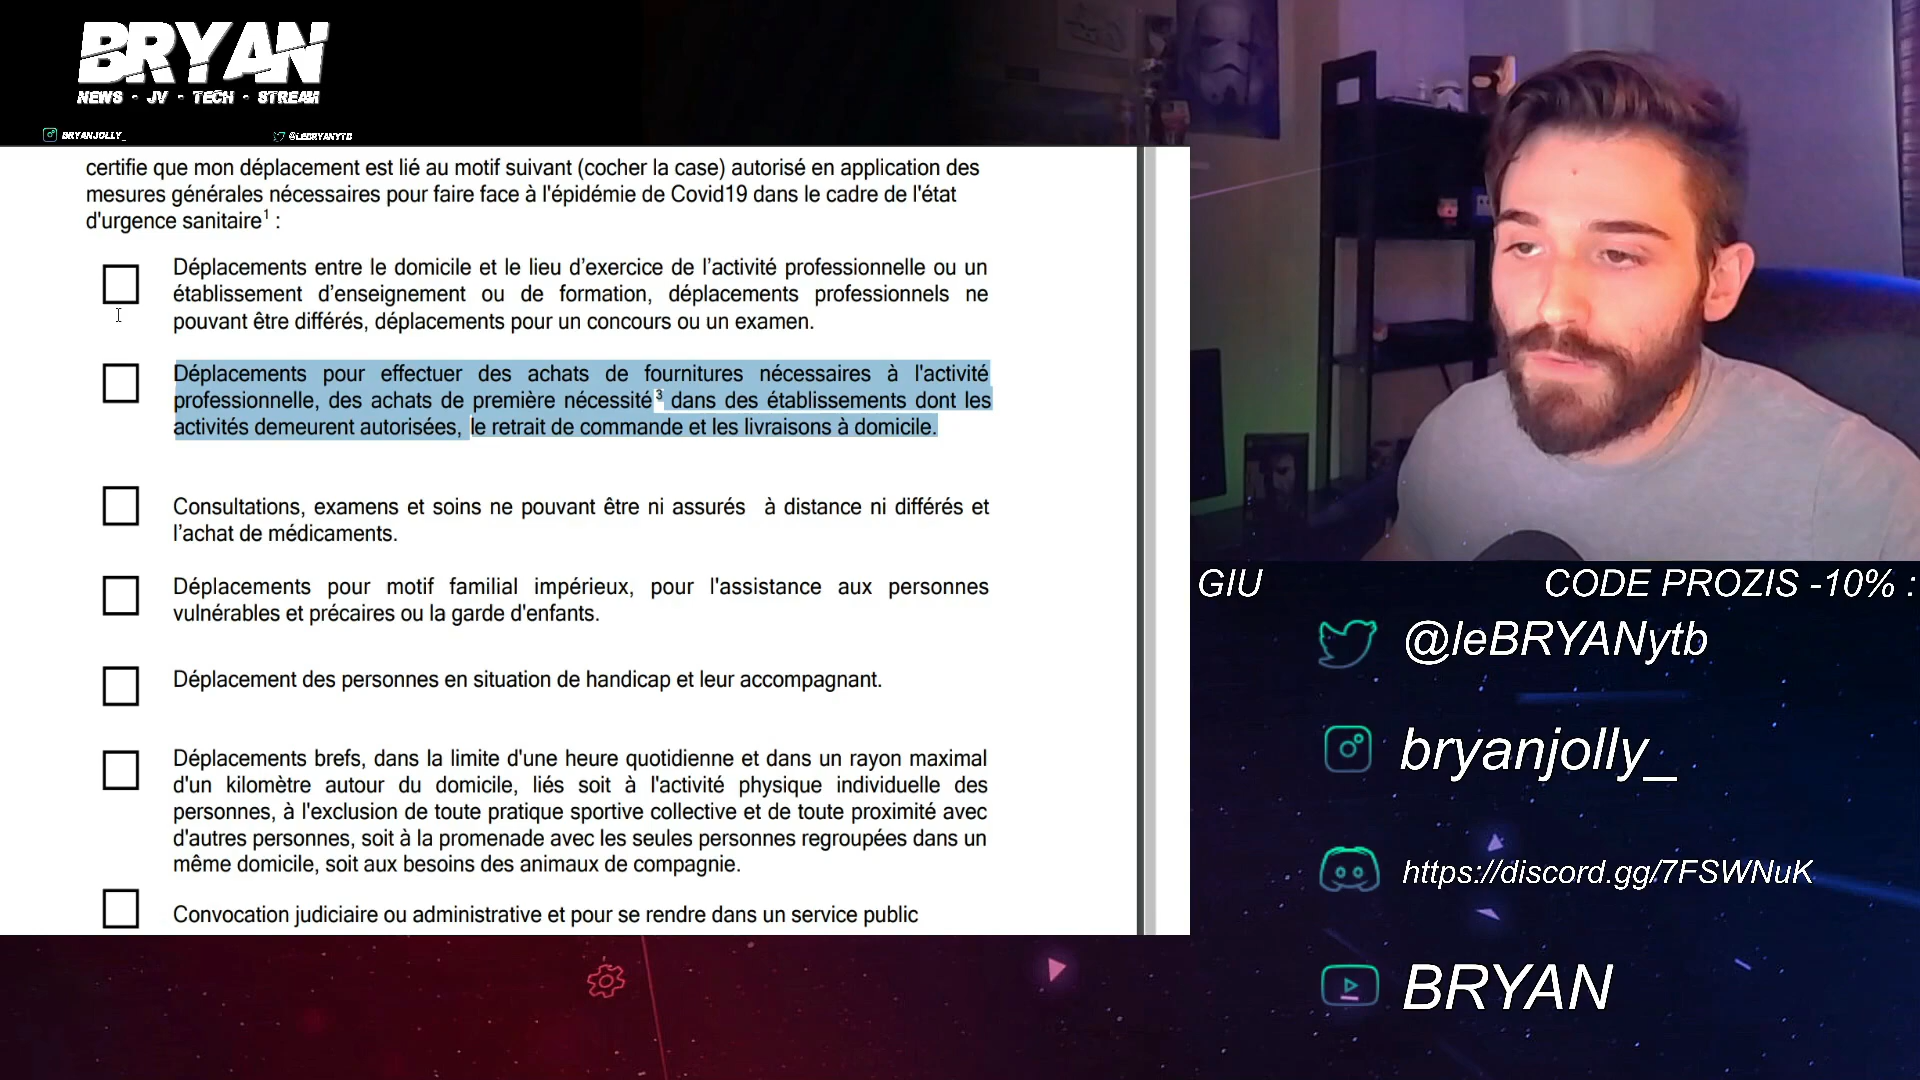 BRYAN
NEWS - JV - TECH - STREAM
BRYANJOLLY_
@LEBRYANYTB
certifie que mon déplacement est lié au motif suivant (cocher la case) autorisé en application des
mesures générales nécessaires pour faire face à l'épidémie de Covid19 dans le cadre de l'état
d'urgence sanitaire¹ :
Déplacements entre le domicile et le lieu d’exercice de l’activité professionnelle ou un
établissement d’enseignement ou de formation, déplacements professionnels ne
pouvant être différés, déplacements pour un concours ou un examen.
Déplacements pour effectuer des achats de fournitures nécessaires à l'activité
professionnelle, des achats de première nécessité³ dans des établissements dont les
activités demeurent autorisées, le retrait de commande et les livraisons à domicile.
Consultations, examens et soins ne pouvant être ni assurés à distance ni différés et
l’achat de médicaments.
Déplacements pour motif familial impérieux, pour l'assistance aux personnes
vulnérables et précaires ou la garde d'enfants.
Déplacement des personnes en situation de handicap et leur accompagnant.
Déplacements brefs, dans la limite d'une heure quotidienne et dans un rayon maximal
d'un kilomètre autour du domicile, liés soit à l'activité physique individuelle des
personnes, à l'exclusion de toute pratique sportive collective et de toute proximité avec
d'autres personnes, soit à la promenade avec les seules personnes regroupées dans un
même domicile, soit aux besoins des animaux de compagnie.
Convocation judiciaire ou administrative et pour se rendre dans un service public
GIU CODE PROZIS -10% :
@leBRYANytb
bryanjolly_
https://discord.gg/7FSWNuK
BRYAN